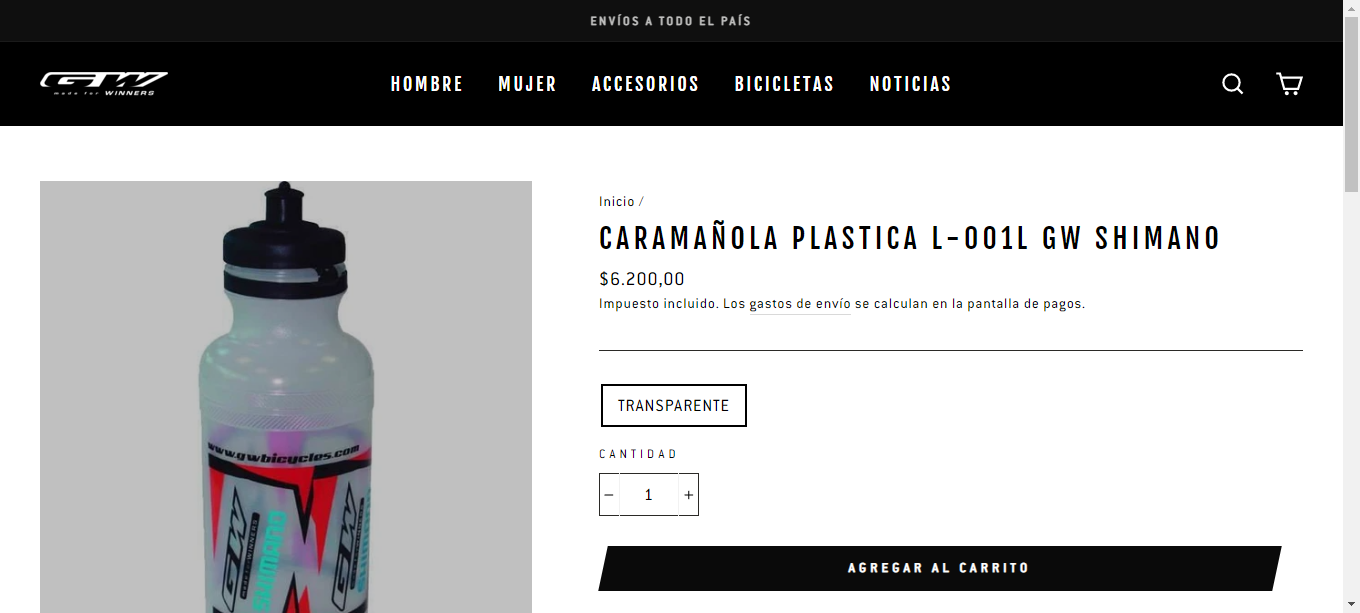 ENVÍOS A TODO EL PAÍS
GW
made for WINNERS
HOMBRE MUJER ACCESORIOS BICICLETAS NOTICIAS
Inicio /
CARAMAÑOLA PLASTICA L-001L GW SHIMANO
$6.200,00
Impuesto incluido. Los gastos de envío se calculan en la pantalla de pagos.
TRANSPARENTE
CANTIDAD
− 1 +
AGREGAR AL CARRITO
www.gwbicycles.com
GW
SHIMANO
GW
SHIMANO